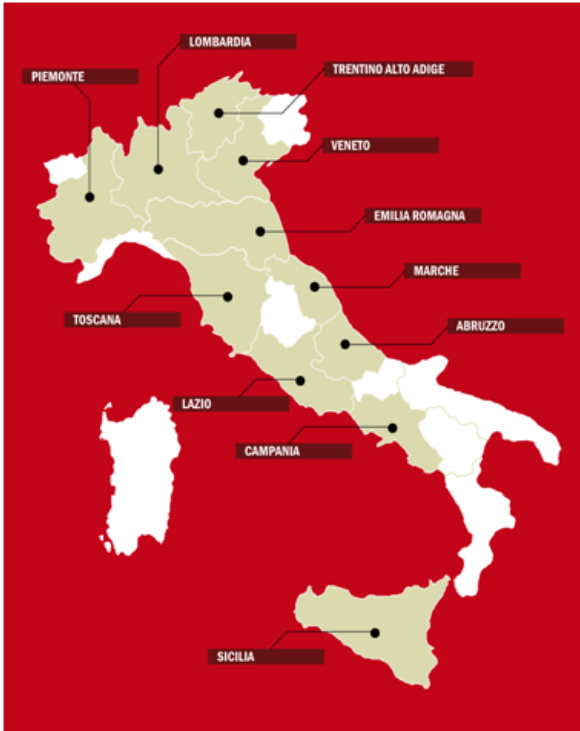 LOMBARDIA
TRENTINO ALTO ADIGE
PIEMONTE
VENETO
EMILIA ROMAGNA
MARCHE
TOSCANA
ABRUZZO
LAZIO
CAMPANIA
SICILIA